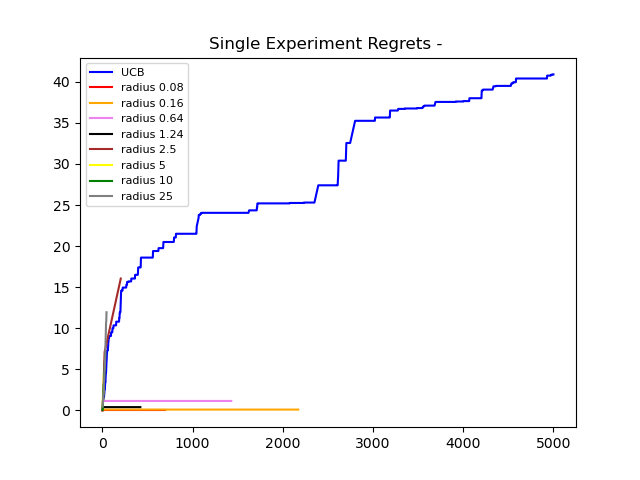 Single Experiment Regrets -
UCB
radius 0.08
radius 0.16
radius 0.64
radius 1.24
radius 2.5
radius 5
radius 10
radius 25
40
35
30
25
20
15
10
5
0
0 1000 2000 3000 4000 5000